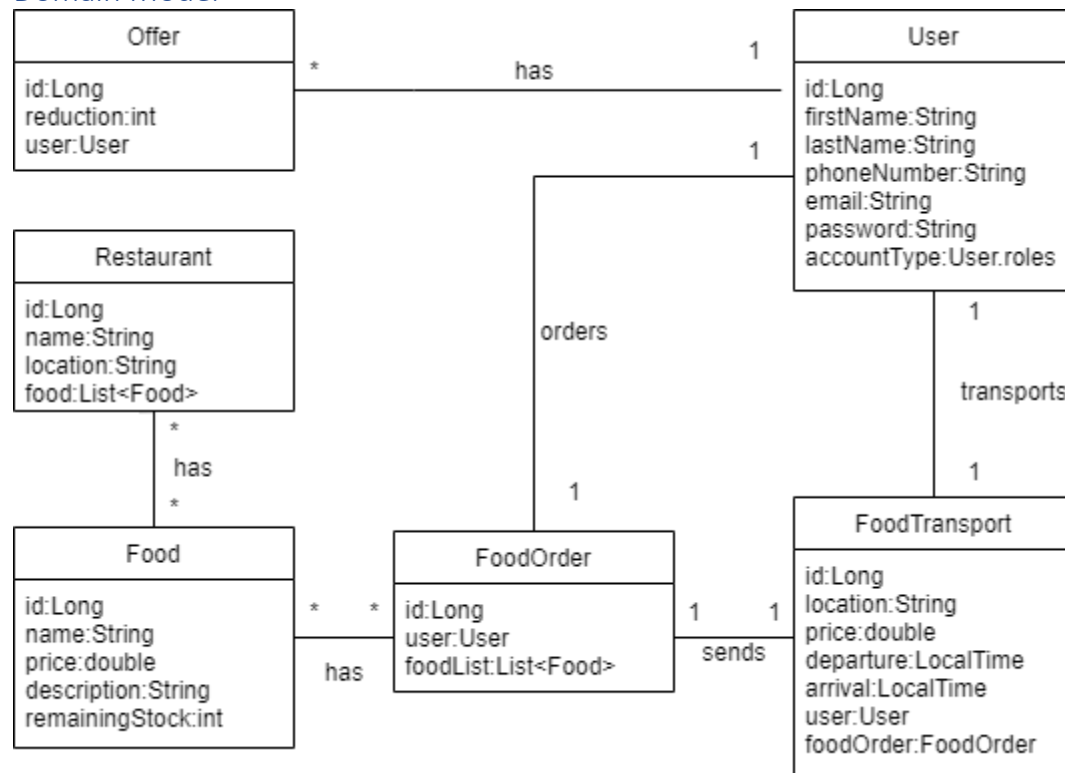 Domain Model
Offer
id:Long
reduction:int
user:User
*
has
1
User
id:Long
firstName:String
lastName:String
phoneNumber:String
email:String
password:String
accountType:User.roles
1
orders
1
1
transports
1
Restaurant
id:Long
name:String
location:String
food:List<Food>
*
has
*
Food
id:Long
name:String
price:double
description:String
remainingStock:int
*
*
has
FoodOrder
id:Long
user:User
foodList:List<Food>
1
1
sends
FoodTransport
id:Long
location:String
price:double
departure:LocalTime
arrival:LocalTime
user:User
foodOrder:FoodOrder